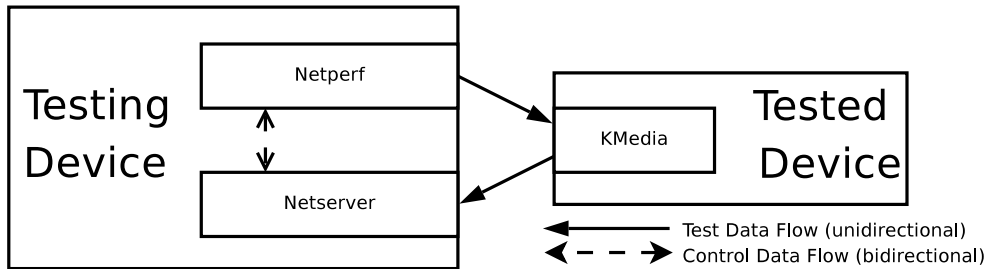 Testing
Device
Netperf
Netserver
KMedia
Tested
Device
Test Data Flow (unidirectional)
Control Data Flow (bidirectional)